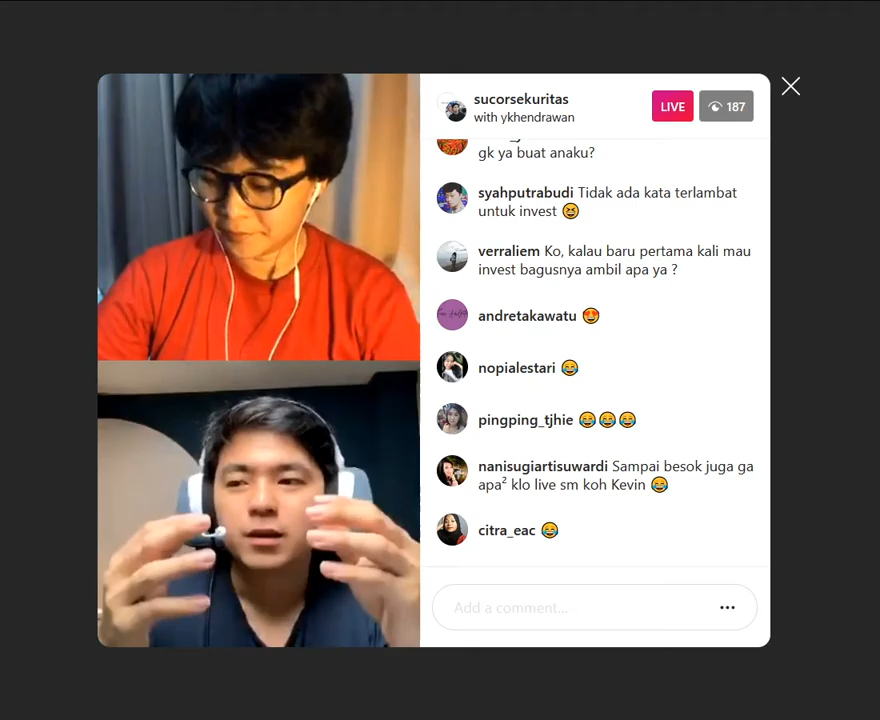 sucorsekuritas
with ykhendrawan
LIVE
187
gk ya buat anaku?
syahputrabudi Tidak ada kata terlambat
untuk invest 😆
verraliem Ko, kalau baru pertama kali mau
invest bagusnya ambil apa ya ?
andretakawatu 😍
nopialestari 😂
pingping_tjhie 😂😂😂
nanisugiartisuwardi Sampai besok juga ga
apa² klo live sm koh Kevin 😂
citra_eac 😂
Add a comment...